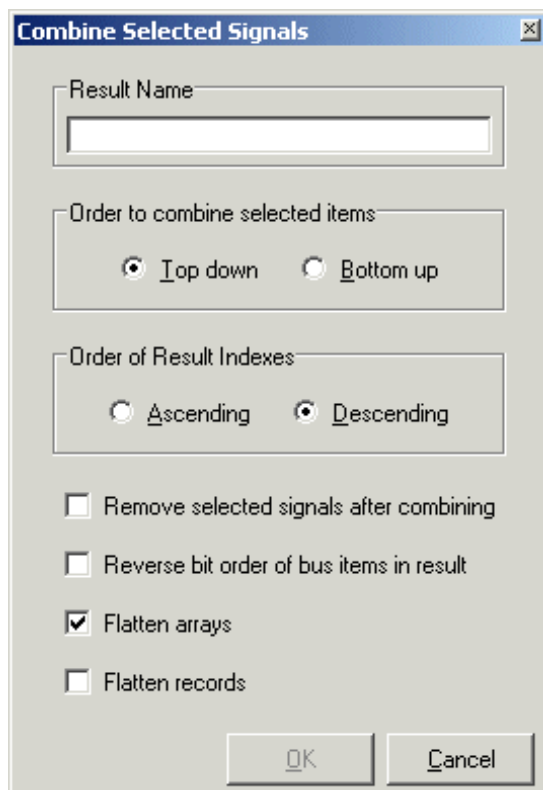 Combine Selected Signals
Result Name
Order to combine selected items
Top down Bottom up
Order of Result Indexes
Ascending Descending
Remove selected signals after combining
Reverse bit order of bus items in result
Flatten arrays
Flatten records
OK Cancel